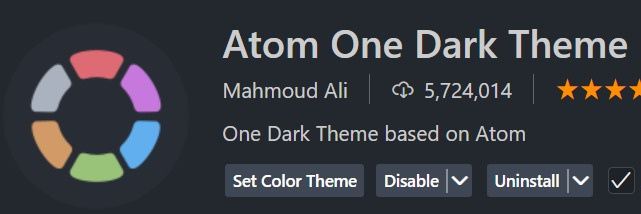 Atom One Dark Theme
Mahmoud Ali 5,724,014
One Dark Theme based on Atom
Set Color Theme Disable Uninstall